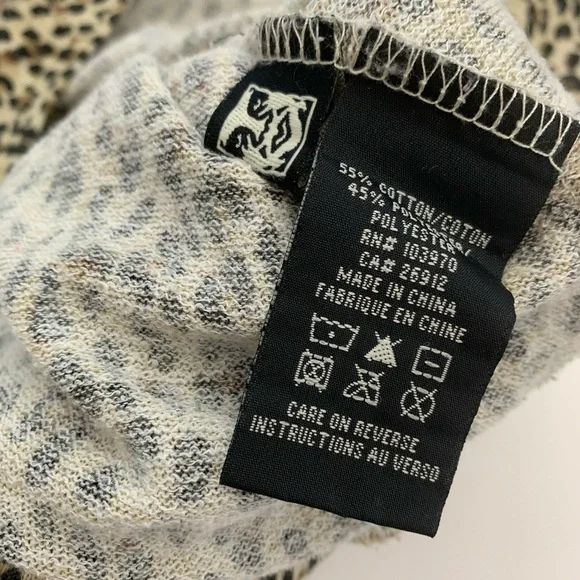 55% COTTON/COTON
45% POLYESTER/
POLYESTER
RN# 103970
CA# 26912
MADE IN CHINA
FABRIQUE EN CHINE
CARE ON REVERSE
INSTRUCTIONS AU VERSO